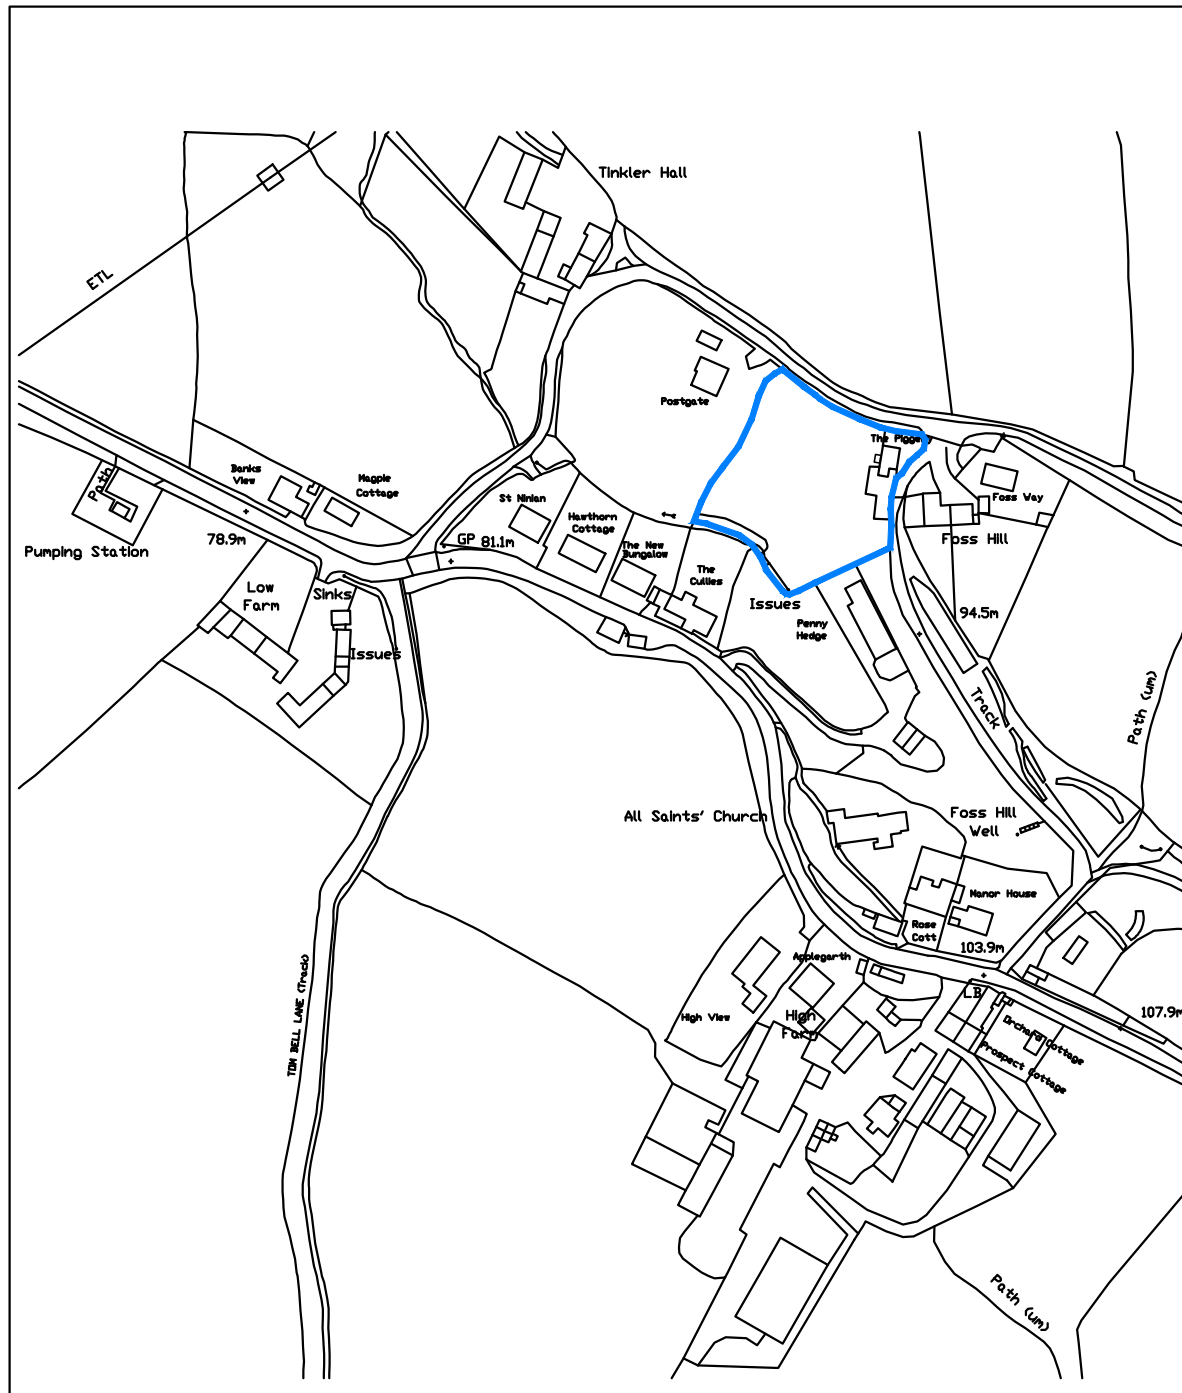 Tinkler Hall
ETL
Postgate
The Piggery
Banks
View
Magpie
Cottage
Path
St Ninian
Hawthorn
Cottage
Foss Way
Pumping Station
78.9m
GP 81.1m
The New
Bungalow
Foss Hill
The
Cullies
Low
Farm
Sinks
Issues
Issues
Penny
Hedge
94.5m
Track
Path (um)
All Saints' Church
Foss Hill
Well
Manor House
Rose
Cott
103.9m
Applegarth
LB
107.9m
High View
High
Farm
Orchard Cottage
Prospect Cottage
TOM BELL LANE (Track)
Path (um)